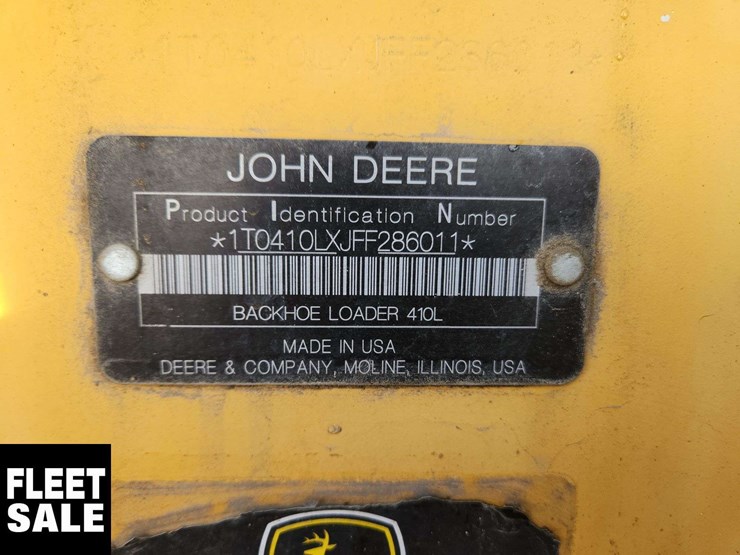 JOHN DEERE
Product Identification Number
*1T0410LXJFF286011*
BACKHOE LOADER 410L
MADE IN USA
DEERE & COMPANY, MOLINE, ILLINOIS, USA
FLEET
SALE